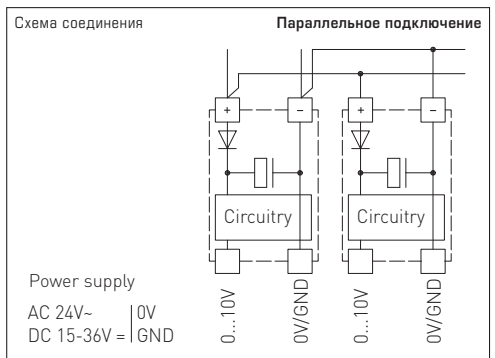 Схема соединения
Параллельное подключение
+ − + −
Circuitry Circuitry
Power supply
AC 24V~ | 0V
DC 15-36V = | GND
0...10V
0V/GND
0...10V
0V/GND